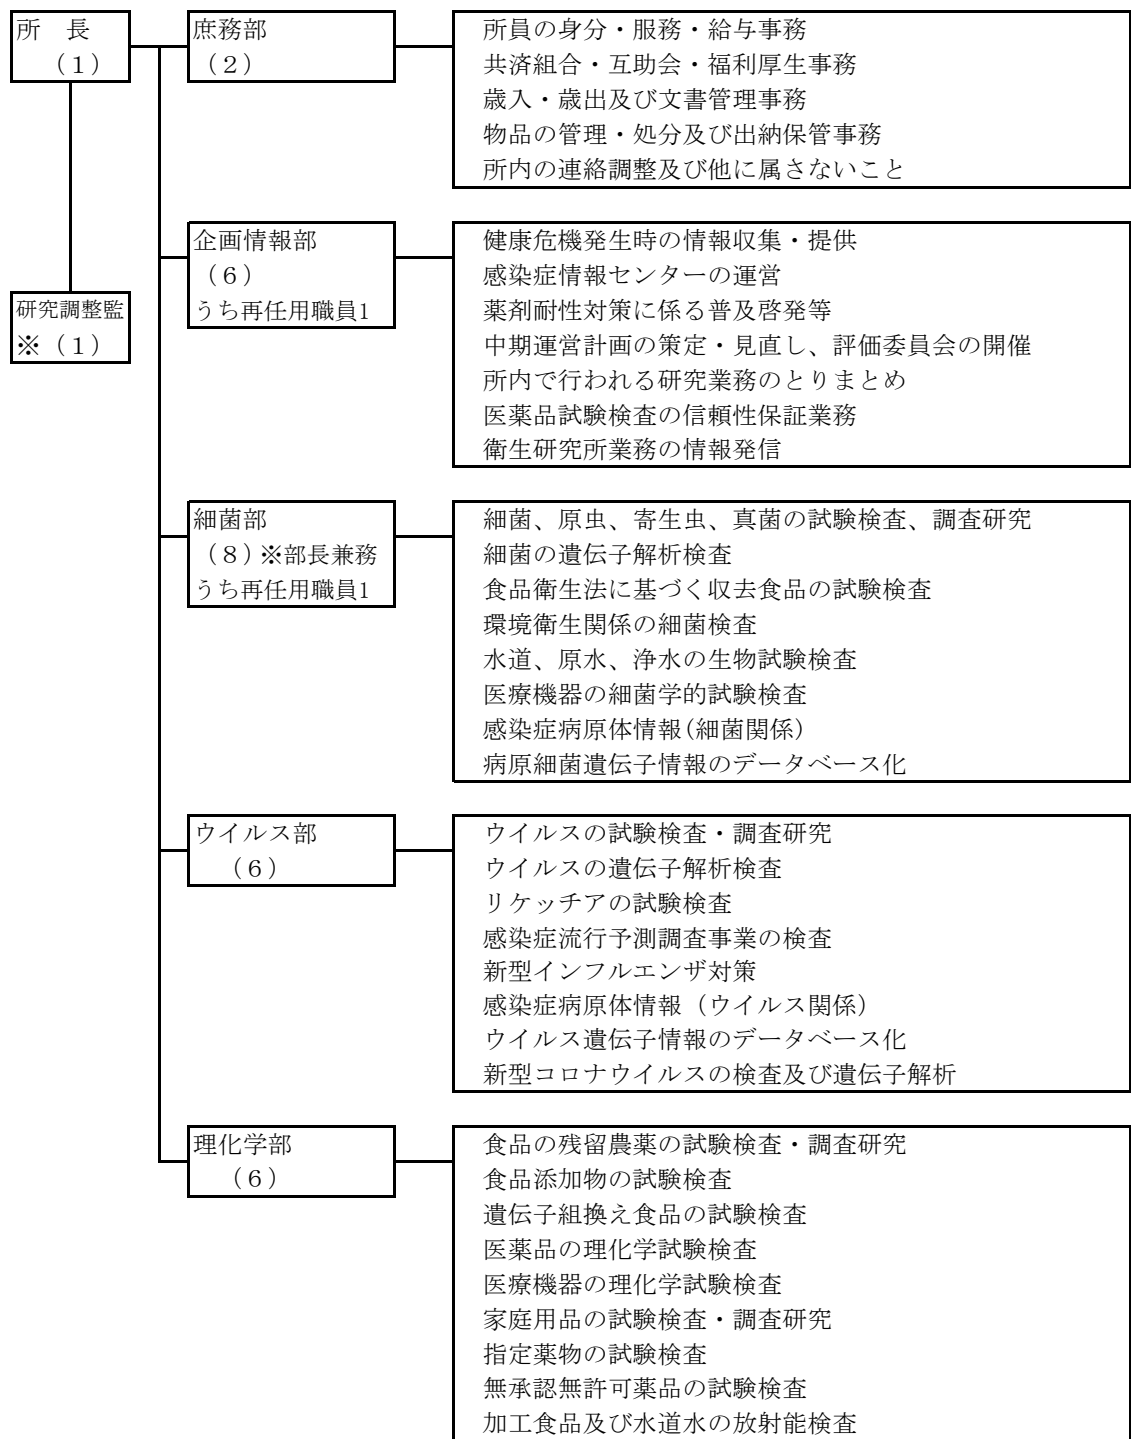 所　長
（１）
研究調整監
※（１）
庶務部
（２）
所員の身分・服務・給与事務
共済組合・互助会・福利厚生事務
歳入・歳出及び文書管理事務
物品の管理・処分及び出納保管事務
所内の連絡調整及び他に属さないこと
企画情報部
（６）
うち再任用職員1
健康危機発生時の情報収集・提供
感染症情報センターの運営
薬剤耐性対策に係る普及啓発等
中期運営計画の策定・見直し、評価委員会の開催
所内で行われる研究業務のとりまとめ
医薬品試験検査の信頼性保証業務
衛生研究所業務の情報発信
細菌部
（８）※部長兼務
うち再任用職員1
細菌、原虫、寄生虫、真菌の試験検査、調査研究
細菌の遺伝子解析検査
食品衛生法に基づく収去食品の試験検査
環境衛生関係の細菌検査
水道、原水、浄水の生物試験検査
医療機器の細菌学的試験検査
感染症病原体情報(細菌関係)
病原細菌遺伝子情報のデータベース化
ウイルス部
（６）
ウイルスの試験検査・調査研究
ウイルスの遺伝子解析検査
リケッチアの試験検査
感染症流行予測調査事業の検査
新型インフルエンザ対策
感染症病原体情報（ウイルス関係）
ウイルス遺伝子情報のデータベース化
新型コロナウイルスの検査及び遺伝子解析
理化学部
（６）
食品の残留農薬の試験検査・調査研究
食品添加物の試験検査
遺伝子組換え食品の試験検査
医薬品の理化学試験検査
医療機器の理化学試験検査
家庭用品の試験検査・調査研究
指定薬物の試験検査
無承認無許可薬品の試験検査
加工食品及び水道水の放射能検査